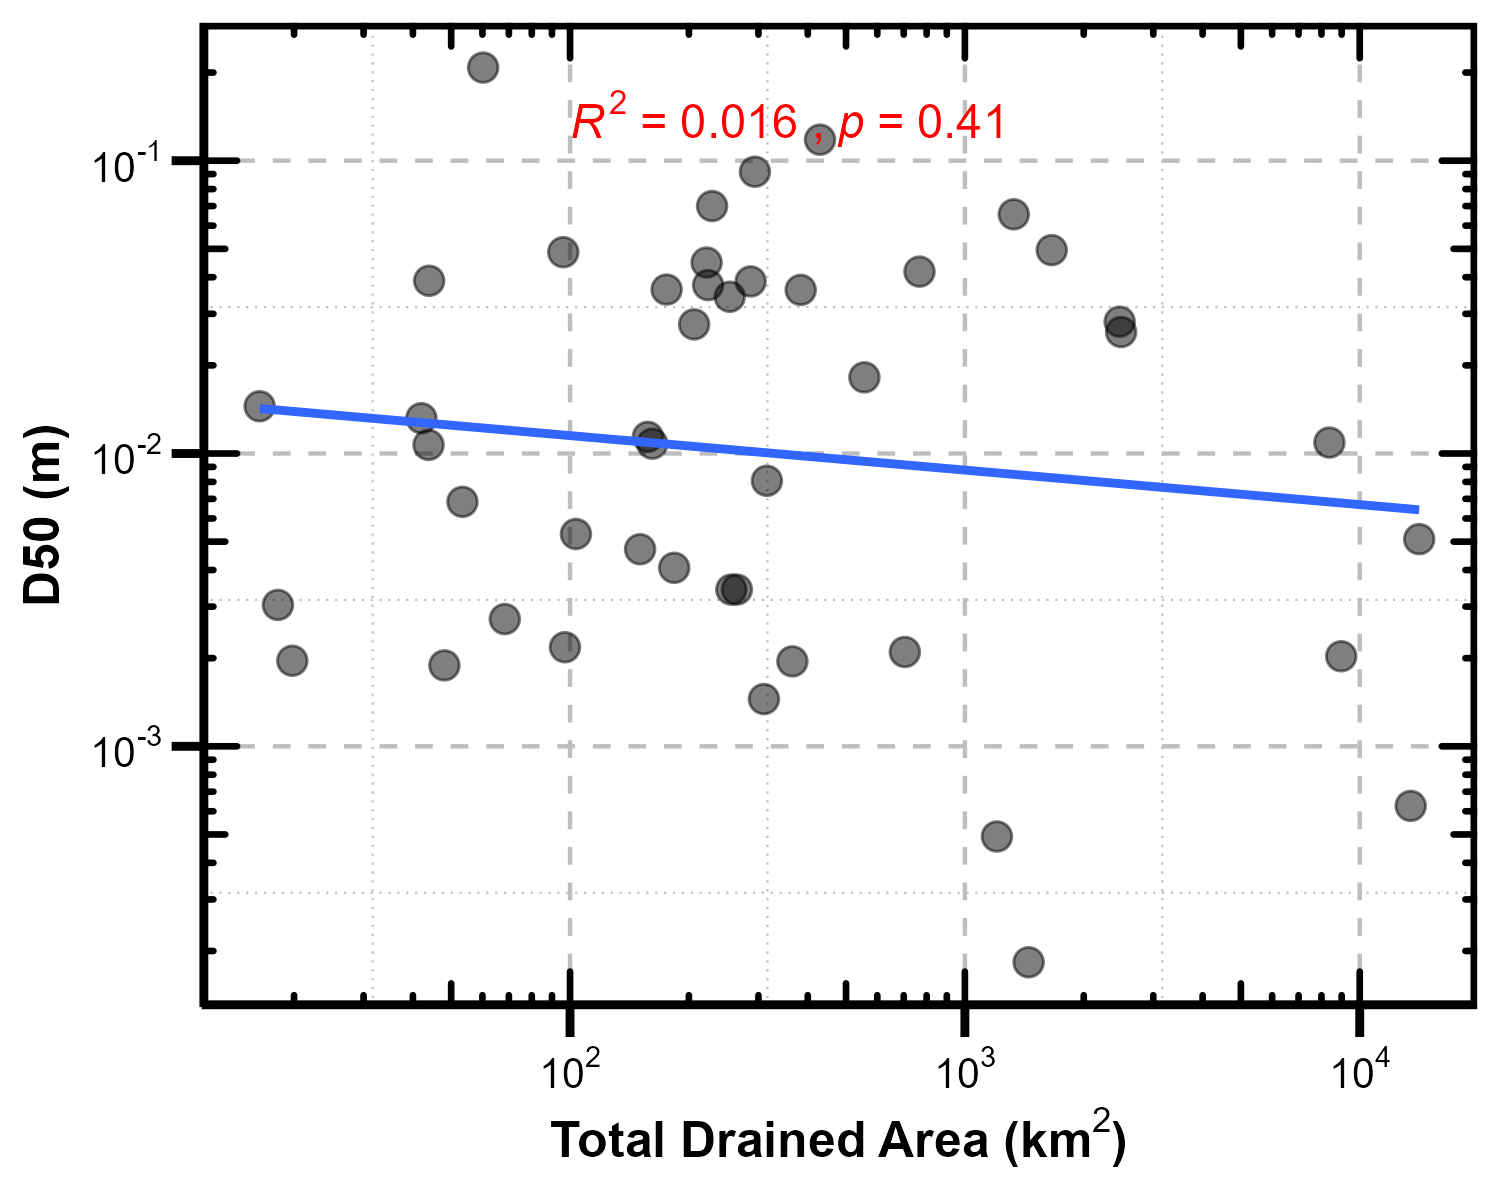 R² = 0.016 , p = 0.41
10⁻¹
10⁻²
10⁻³
D50 (m)
10² 10³ 10⁴
Total Drained Area (km²)